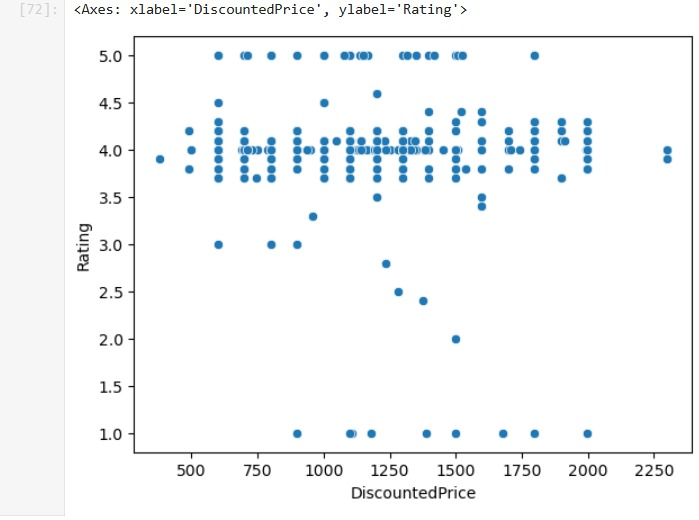 [72]: <Axes: xlabel='DiscountedPrice', ylabel='Rating'>
5.0
4.5
4.0
3.5
3.0
2.5
2.0
1.5
1.0
Rating
500 750 1000 1250 1500 1750 2000 2250
DiscountedPrice